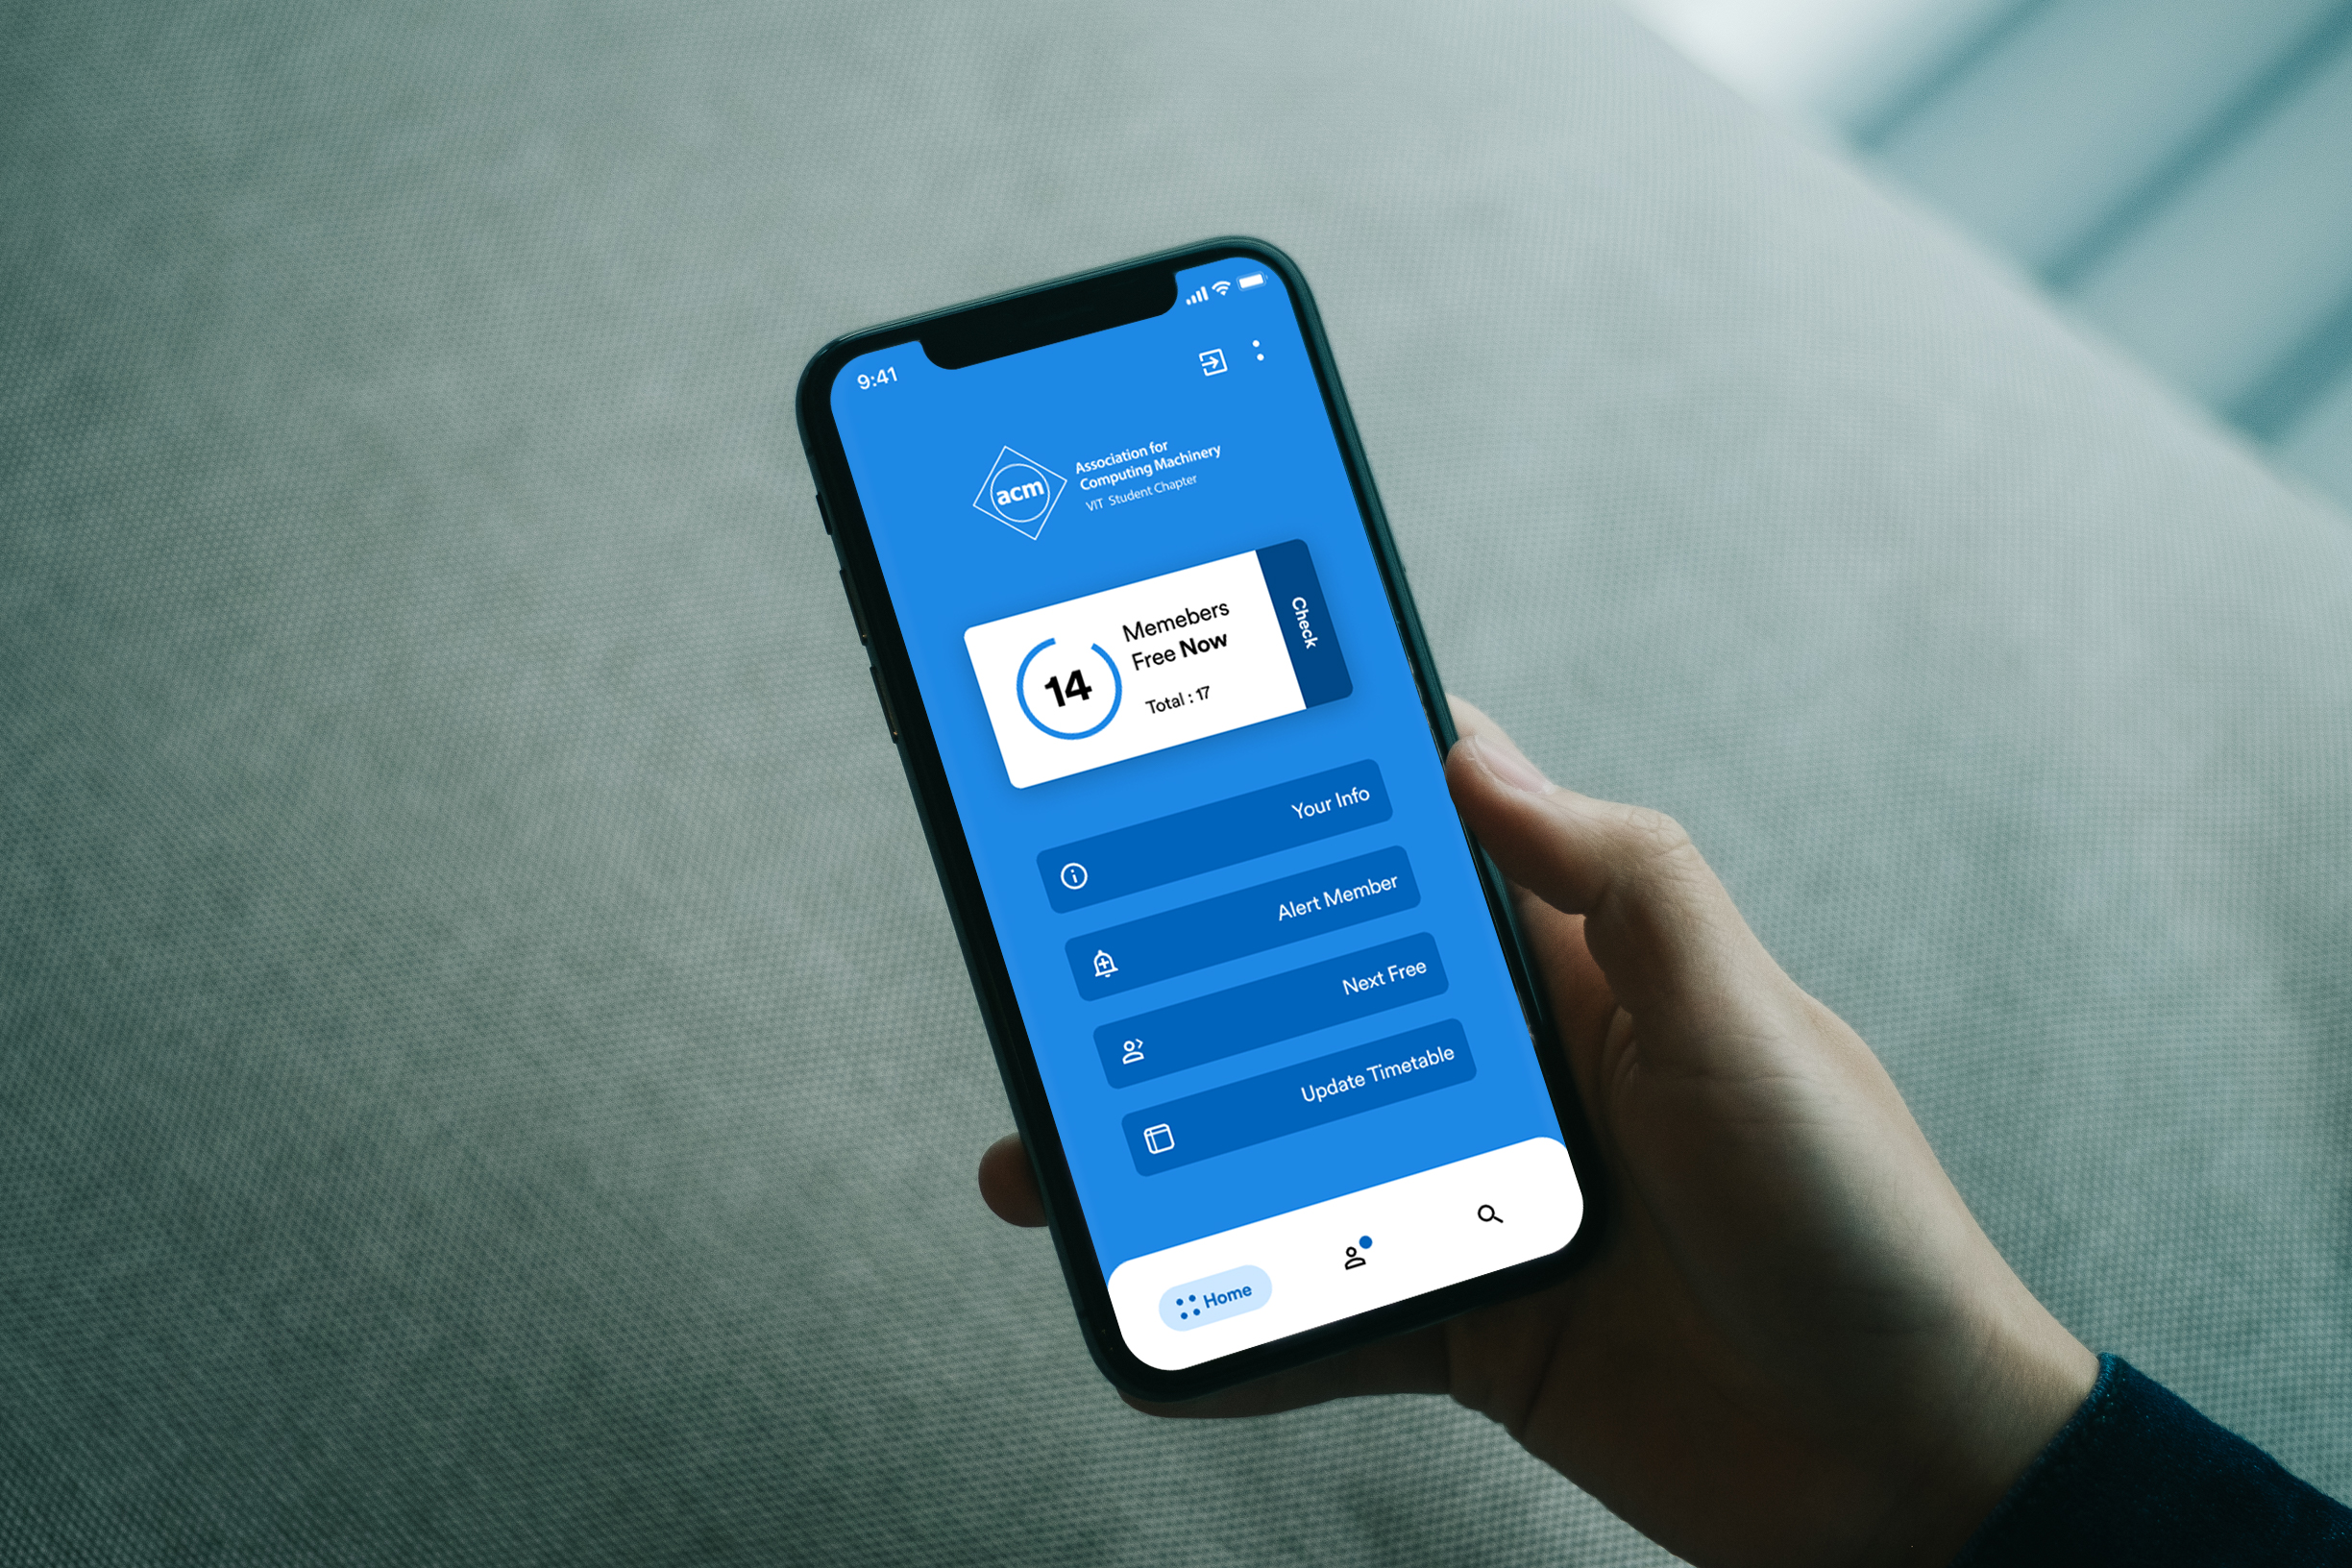 9:41
acm
Association for
Computing Machinery
VIT Student Chapter
14
Memebers
Free Now
Total : 17
Check
Your Info
Alert Member
Next Free
Update Timetable
Home